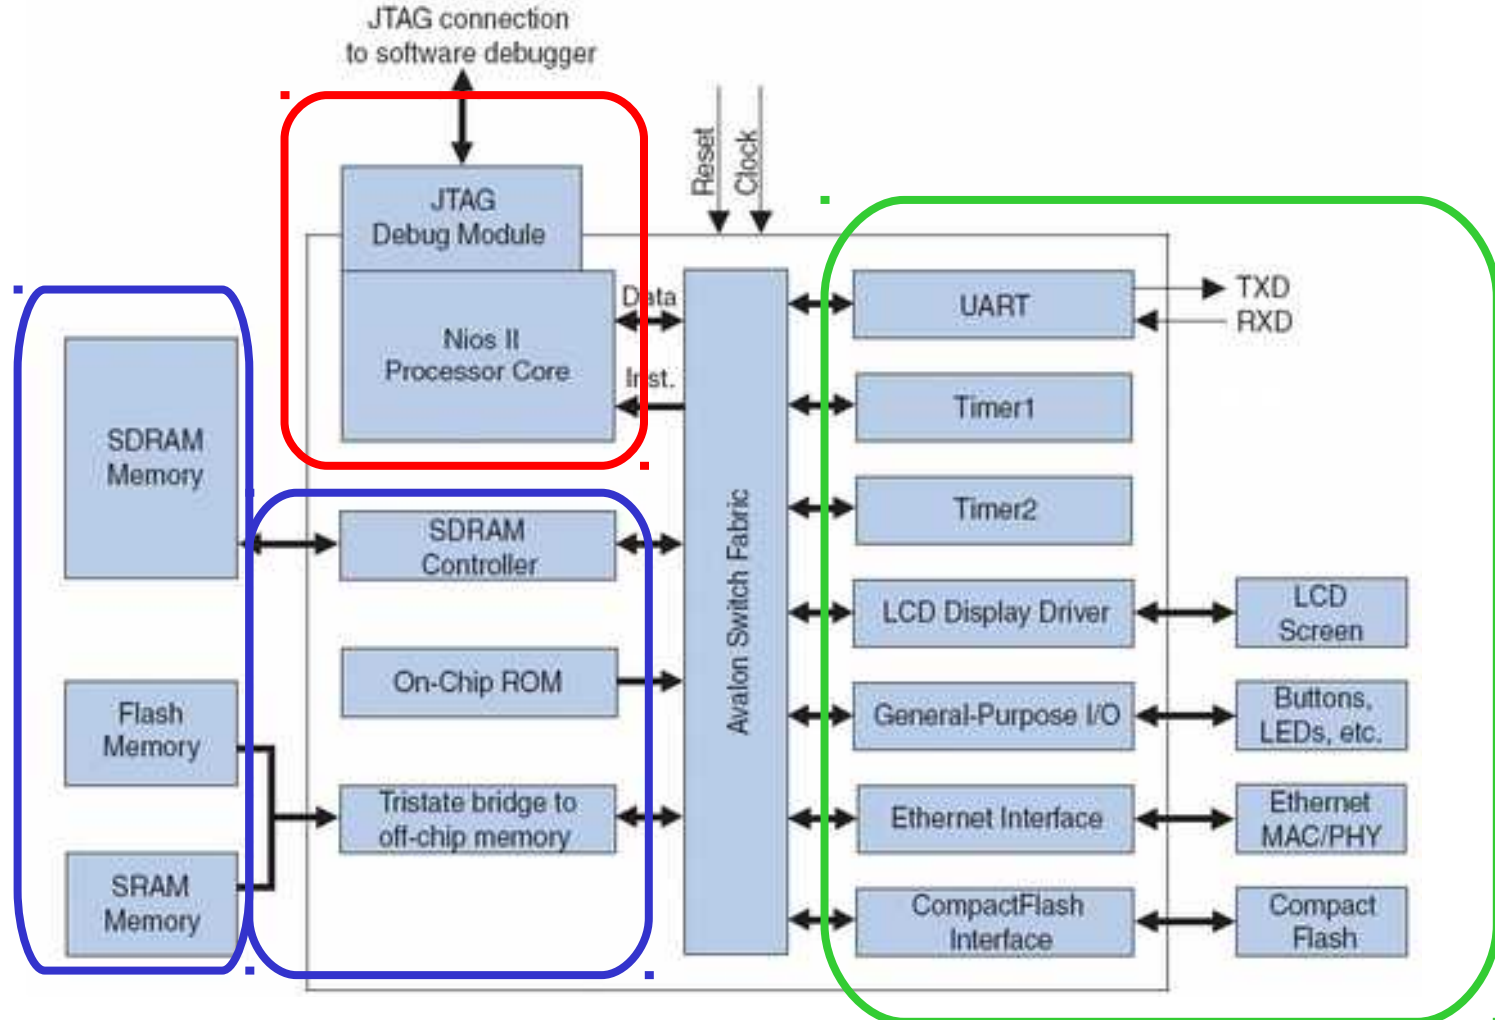 JTAG connection
to software debugger
Reset
Clock
JTAG
Debug Module
Nios II
Processor Core
Data
Inst.
SDRAM
Memory
SDRAM
Controller
On-Chip ROM
Flash
Memory
Tristate bridge to
off-chip memory
SRAM
Memory
Avalon Switch Fabric
UART
TXD
RXD
Timer1
Timer2
LCD Display Driver
LCD
Screen
General-Purpose I/O
Buttons,
LEDs, etc.
Ethernet Interface
Ethernet
MAC/PHY
CompactFlash
Interface
Compact
Flash